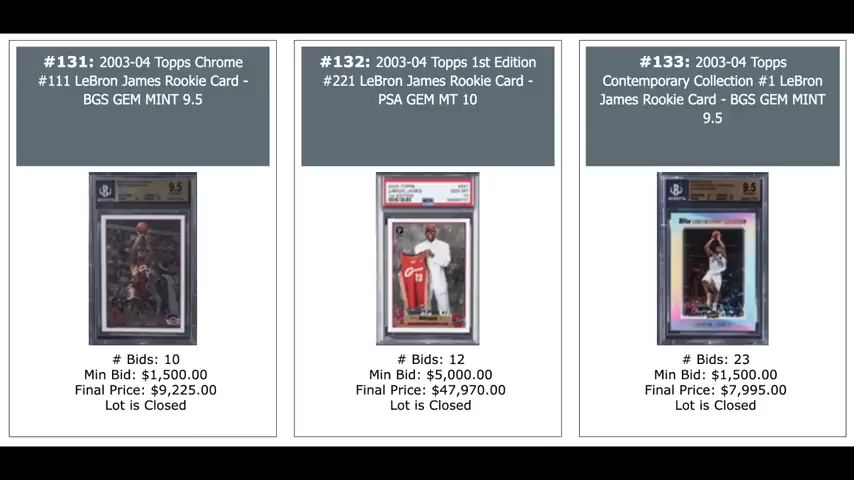 #131: 2003-04 Topps Chrome
#111 LeBron James Rookie Card -
BGS GEM MINT 9.5
9.5
# Bids: 10
Min Bid: $1,500.00
Final Price: $9,225.00
Lot is Closed
#132: 2003-04 Topps 1st Edition
#221 LeBron James Rookie Card -
PSA GEM MT 10
# Bids: 12
Min Bid: $5,000.00
Final Price: $47,970.00
Lot is Closed
#133: 2003-04 Topps
Contemporary Collection #1 LeBron
James Rookie Card - BGS GEM MINT
9.5
9.5
# Bids: 23
Min Bid: $1,500.00
Final Price: $7,995.00
Lot is Closed